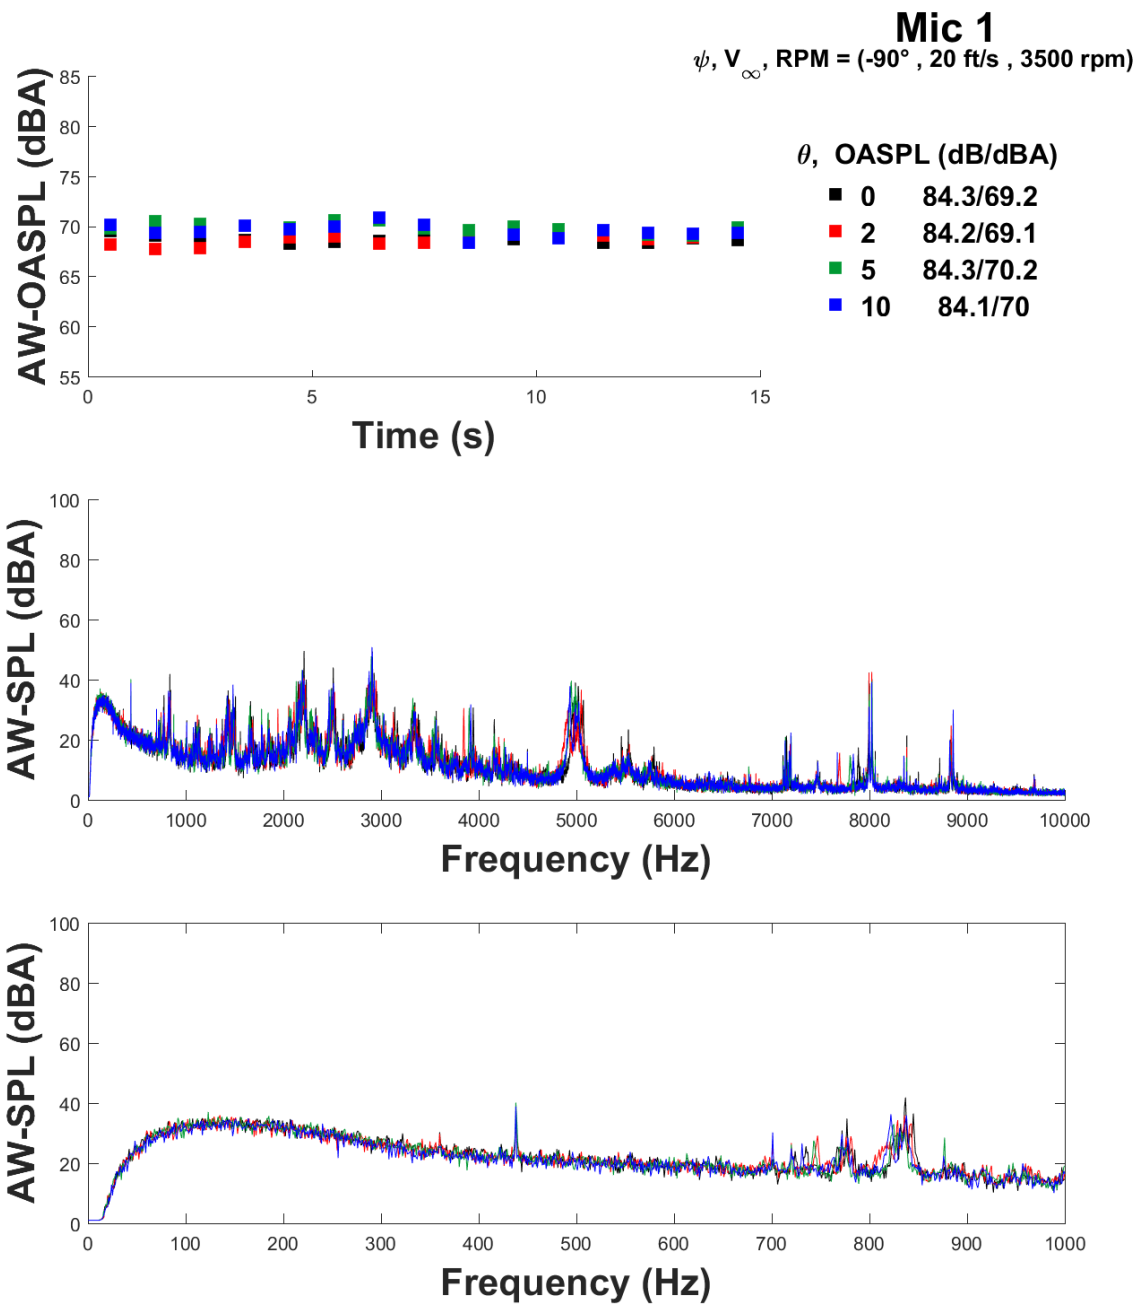 Mic 1
ψ, V∞, RPM = (-90° , 20 ft/s , 3500 rpm)
θ, OASPL (dB/dBA)
0 84.3/69.2
2 84.2/69.1
5 84.3/70.2
10 84.1/70
AW-OASPL (dBA)
85
80
75
70
65
60
55
0 5 10 15
Time (s)
AW-SPL (dBA)
100
80
60
40
20
0
0 1000 2000 3000 4000 5000 6000 7000 8000 9000 10000
Frequency (Hz)
AW-SPL (dBA)
100
80
60
40
20
0
0 100 200 300 400 500 600 700 800 900 1000
Frequency (Hz)